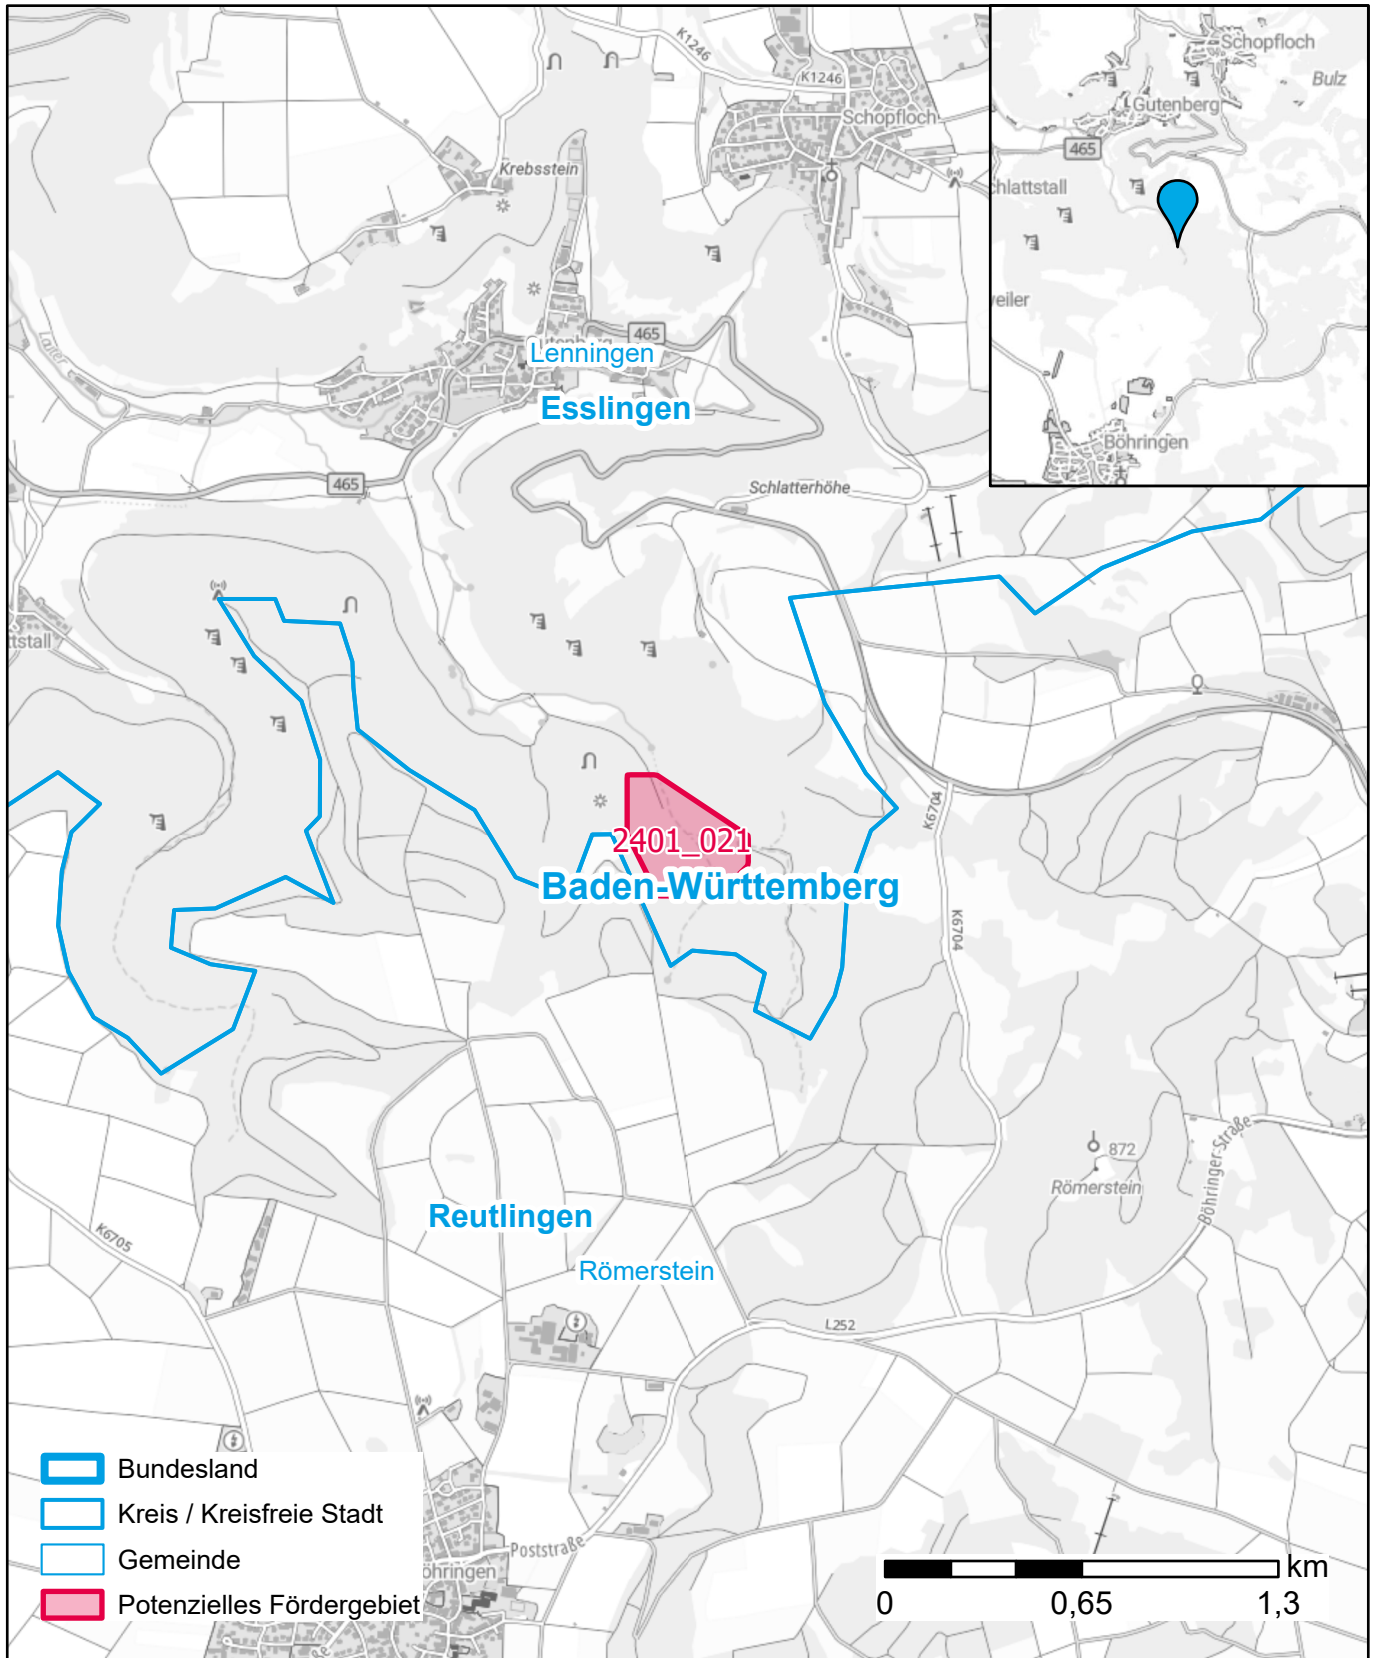 K1246
K1246
Schopfloch
Krebsstein
Lauter
465
Lenningen
Esslingen
465
Schlatterhöhe
ttstall
2401_021
Baden-Württemberg
K6704
K6704
872
Römerstein
Böhringer-Straße
Reutlingen
Römerstein
K6705
L252
Poststraße
öhringen
Schopfloch
Bulz
Gutenberg
465
chlattstall
weiler
Böhringen
Bundesland
Kreis / Kreisfreie Stadt
Gemeinde
Potenzielles Fördergebiet
km
0 0,65 1,3